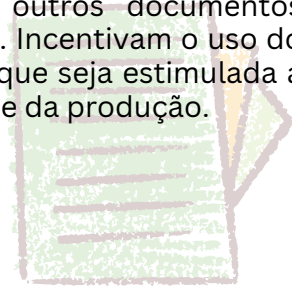 outros documentos
. Incentivam o uso do
que seja estimulada a
e da produção.